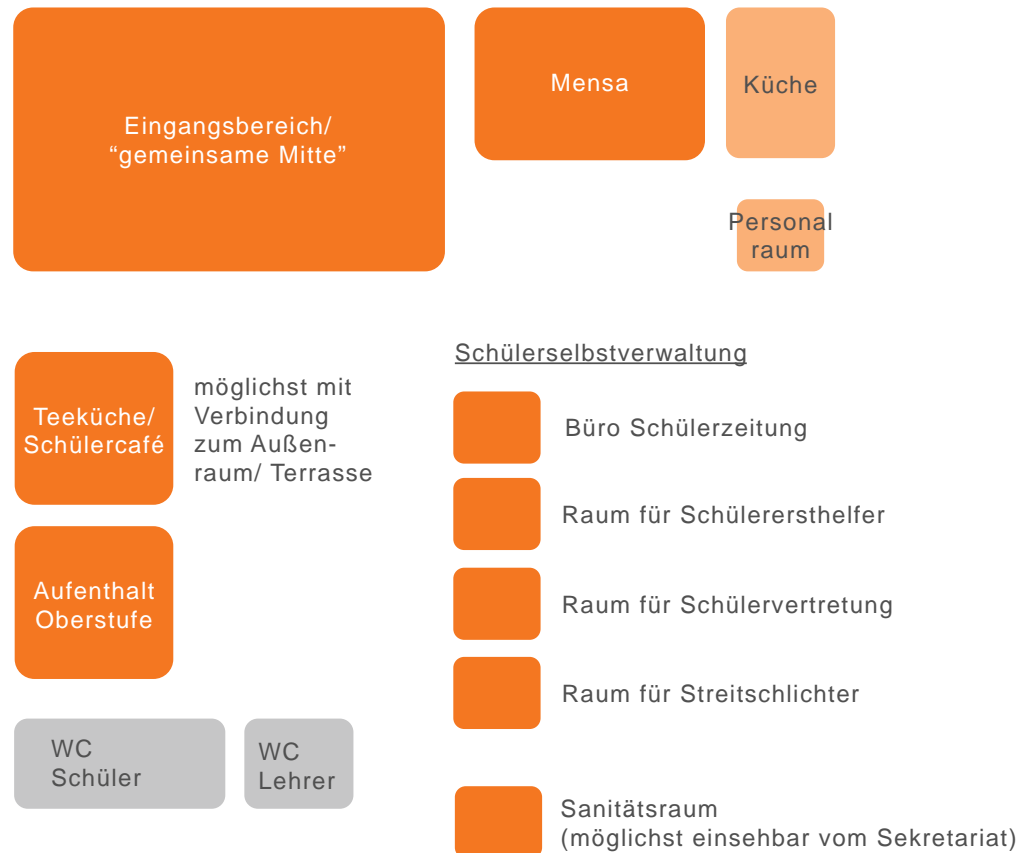 Eingangsbereich/
“gemeinsame Mitte”
Mensa
Küche
Personal
raum
Teeküche/
Schülercafé
möglichst mit
Verbindung
zum Außen-
raum/ Terrasse
Aufenthalt
Oberstufe
WC
Schüler
WC
Lehrer
Schülerselbstverwaltung
Büro Schülerzeitung
Raum für Schülerersthelfer
Raum für Schülervertretung
Raum für Streitschlichter
Sanitätsraum
(möglichst einsehbar vom Sekretariat)